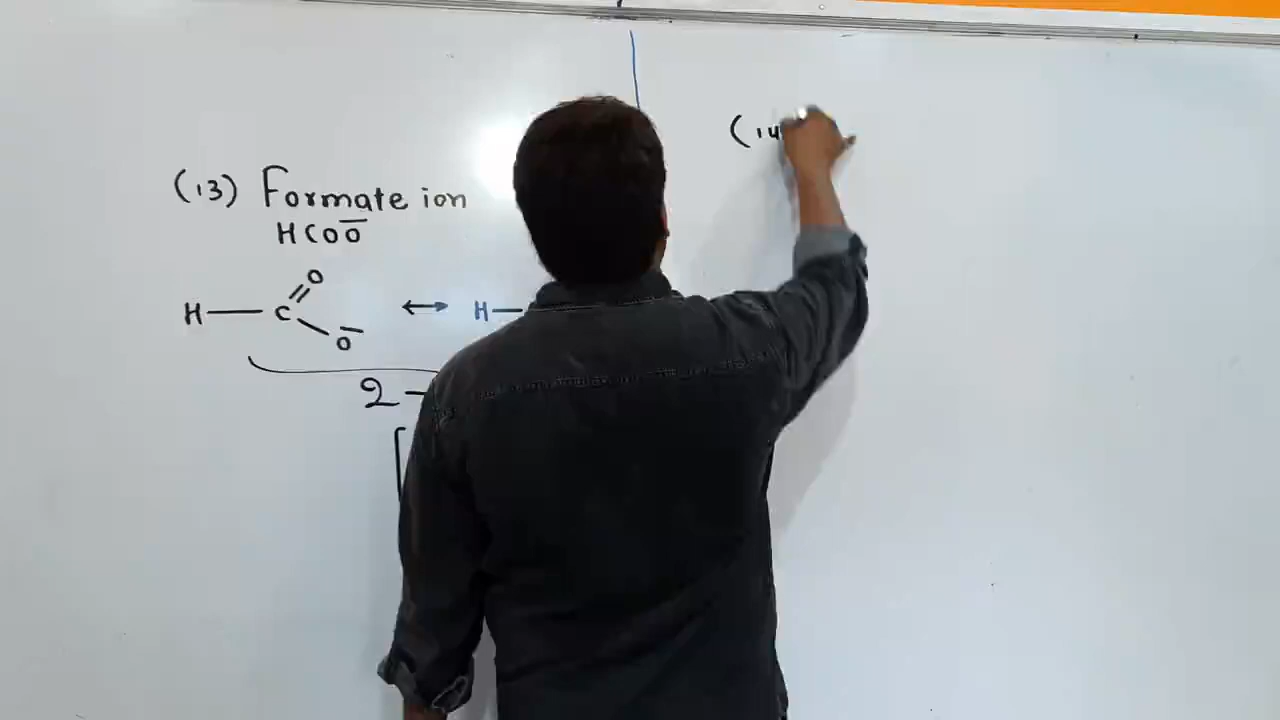 (13) Formate ion
HCOO̅
O
H — C ↔ H —
O̅
2 -
[
(14